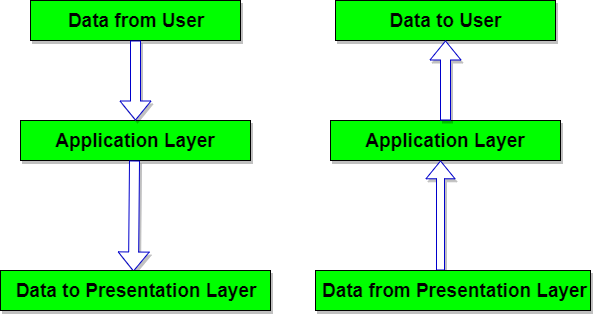 Data from User
Application Layer
Data to Presentation Layer
Data to User
Application Layer
Data from Presentation Layer